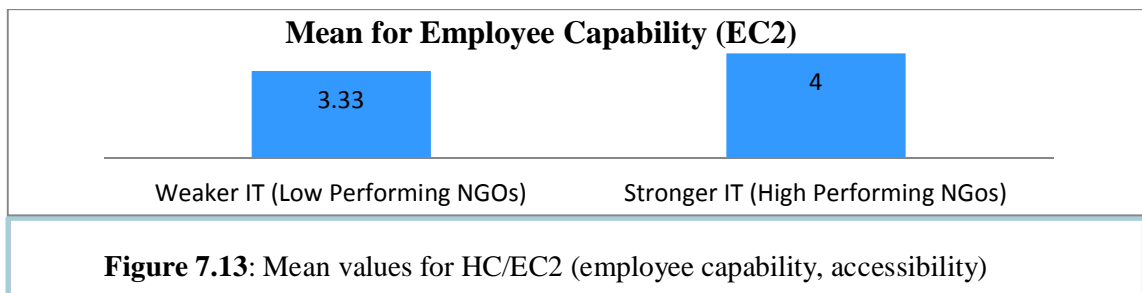 Mean for Employee Capability (EC2)
3.33
4
Weaker IT (Low Performing NGOs)
Stronger IT (High Performing NGos)
Figure 7.13: Mean values for HC/EC2 (employee capability, accessibility)